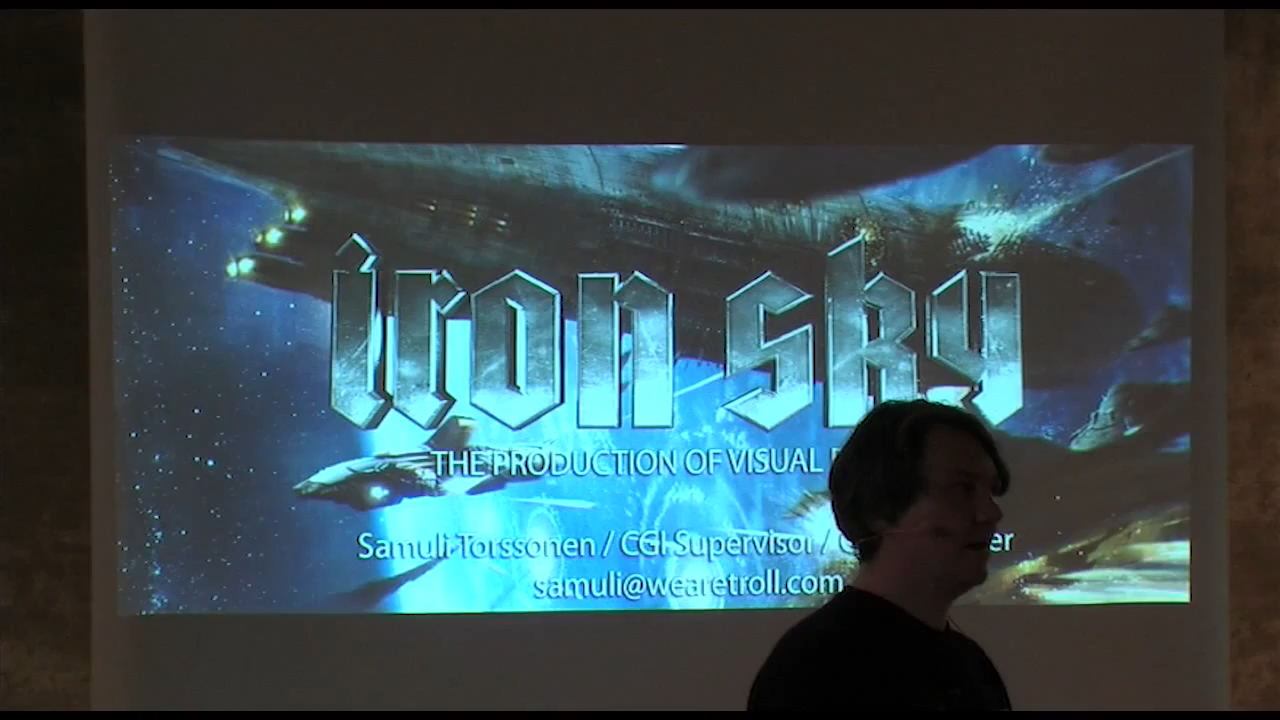 iron sky
THE PRODUCTION OF VISUAL
Samuli Torssonen / CGI Supervisor /
samuli@wearetroll.com